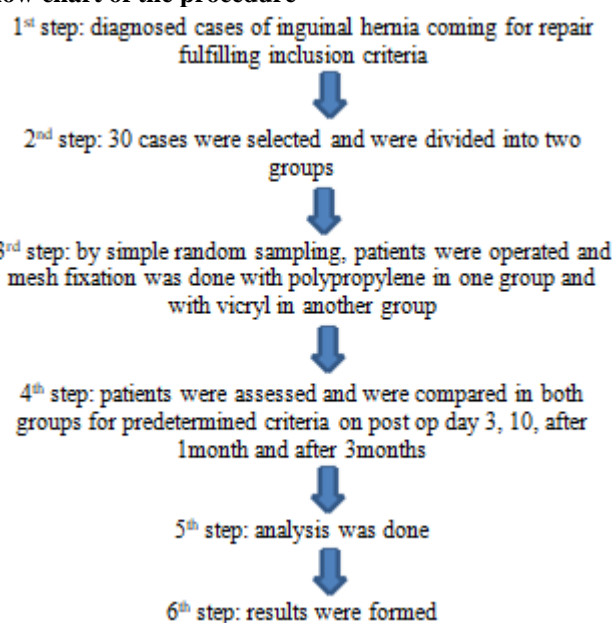 chart of the procedure
1st step: diagnosed cases of inguinal hernia coming for repair
fulfilling inclusion criteria
2nd step: 30 cases were selected and were divided into two
groups
3rd step: by simple random sampling, patients were operated and
mesh fixation was done with polypropylene in one group and
with vicryl in another group
4th step: patients were assessed and were compared in both
groups for predetermined criteria on post op day 3, 10, after
1month and after 3months
5th step: analysis was done
6th step: results were formed